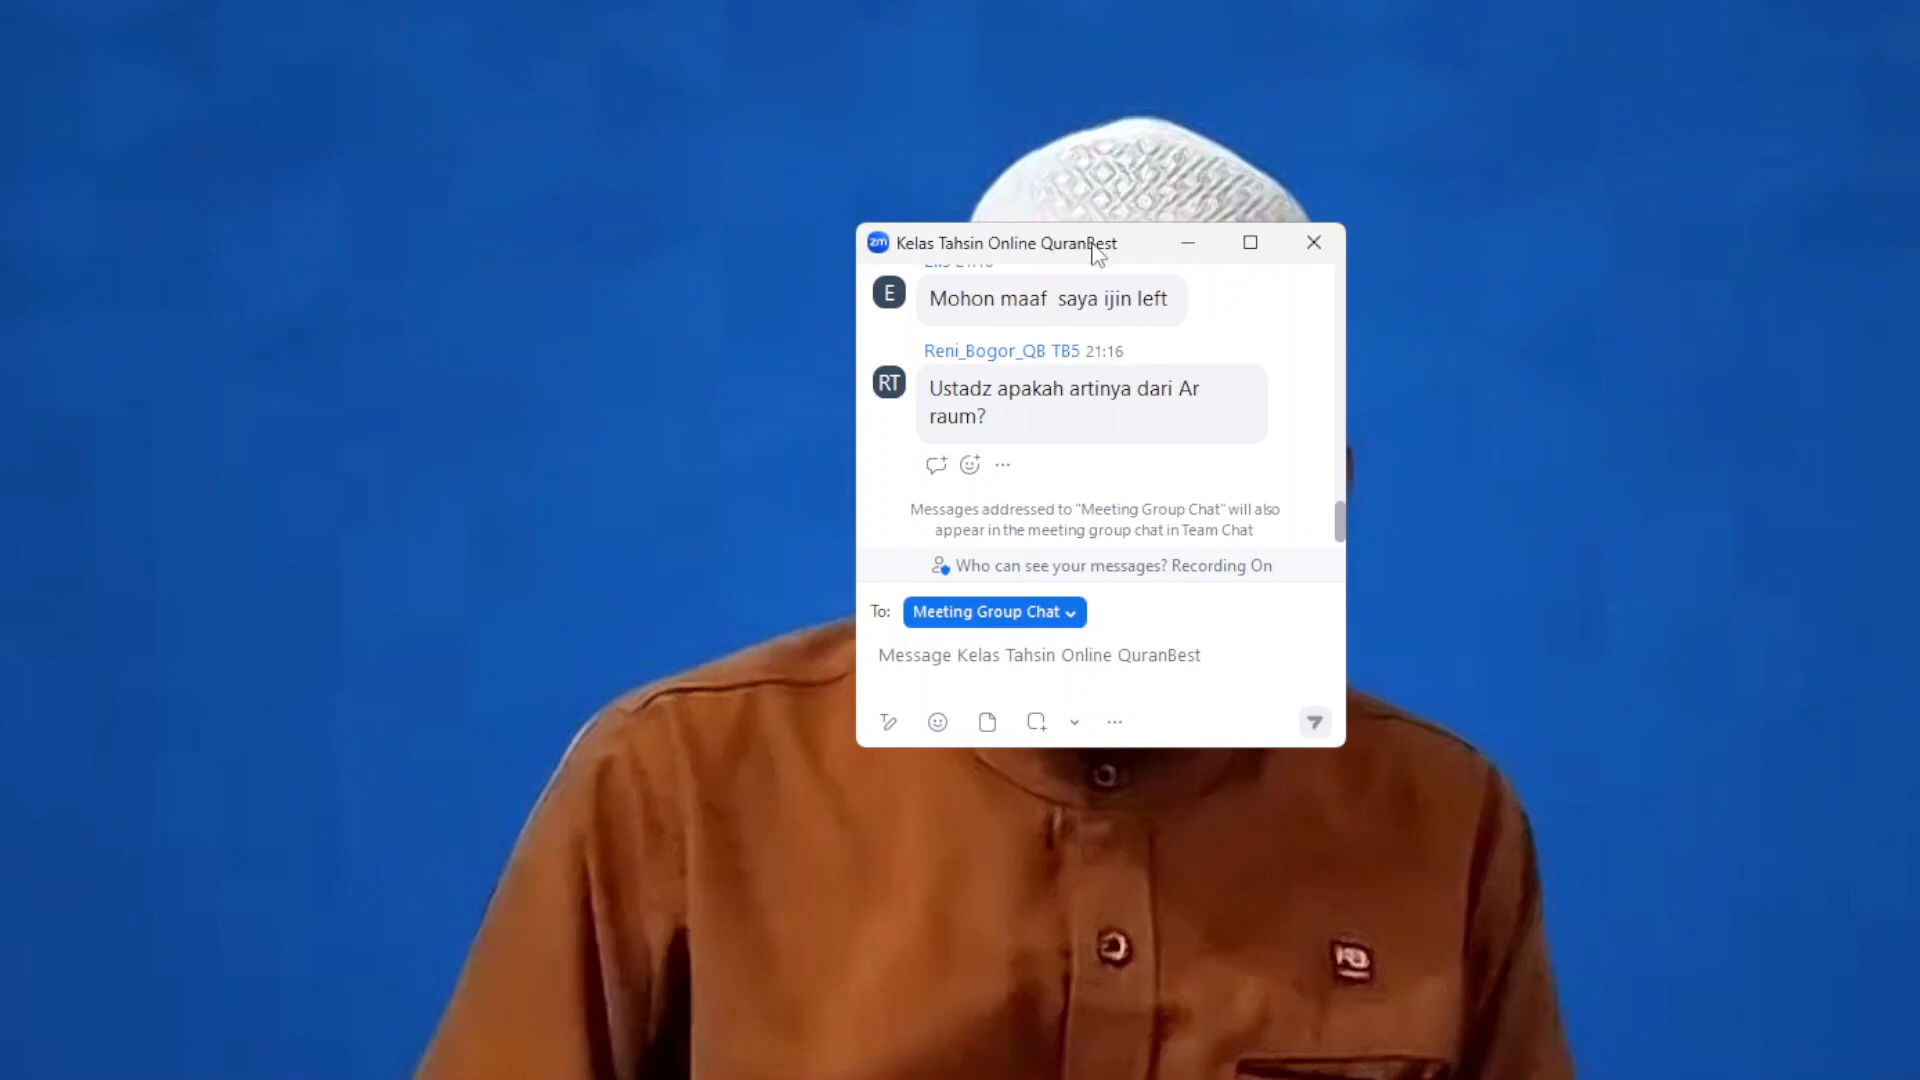 zm Kelas Tahsin Online QuranBest
E Mohon maaf saya ijin left
Reni_Bogor_QB TB5 21:16
RT Ustadz apakah artinya dari Ar
raum?
Messages addressed to "Meeting Group Chat" will also
appear in the meeting group chat in Team Chat
Who can see your messages? Recording On
To: Meeting Group Chat
Message Kelas Tahsin Online QuranBest